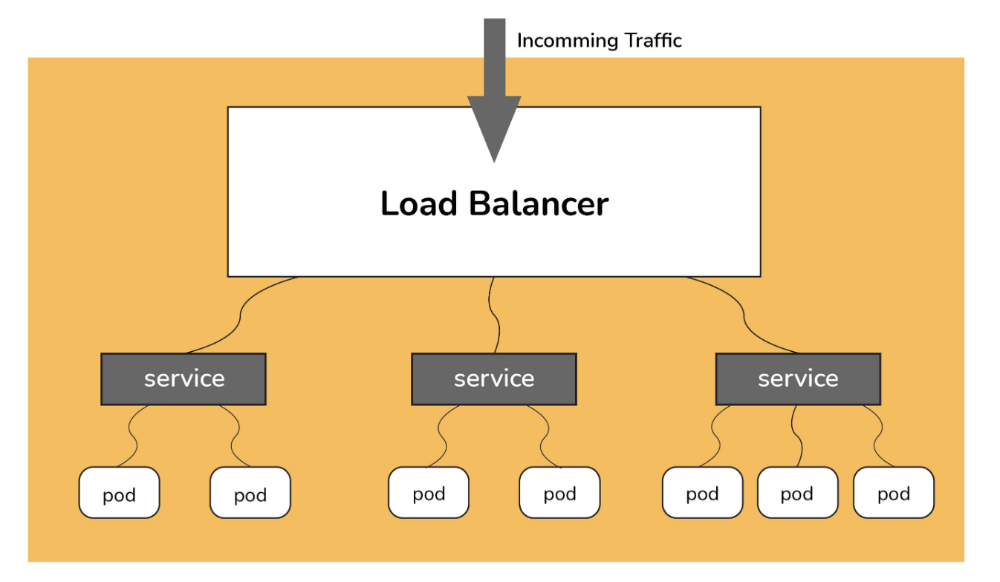 Incomming Traffic
Load Balancer
service
service
service
pod
pod
pod
pod
pod
pod
pod